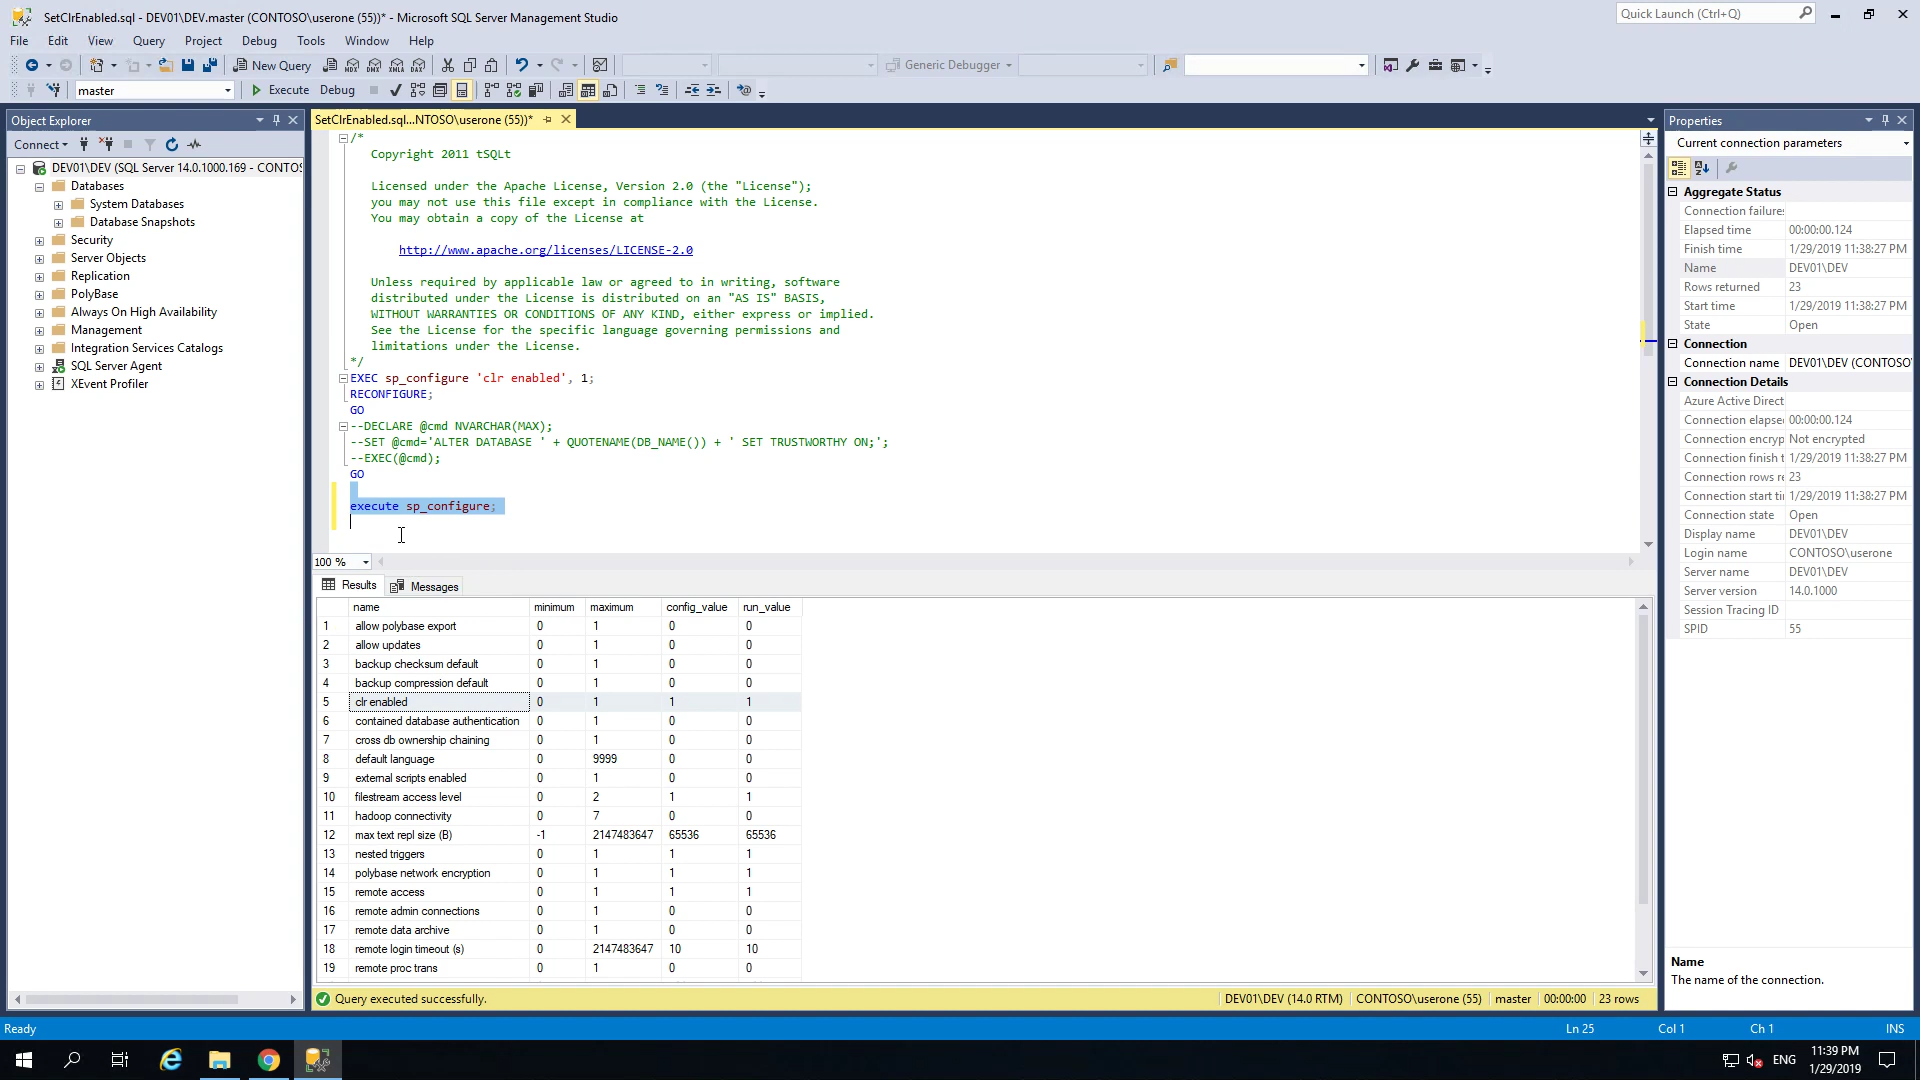 SetClrEnabled.sql - DEV01\DEV.master (CONTOSO\userone (55))* - Microsoft SQL Server Management Studio
Quick Launch (Ctrl+Q)
File Edit View Query Project Debug Tools Window Help
New Query
MDX DMX XMLA DAX
Generic Debugger
master
Execute Debug
Object Explorer
Connect
DEV01\DEV (SQL Server 14.0.1000.169 - CONTOS
Databases
System Databases
Database Snapshots
Security
Server Objects
Replication
PolyBase
Always On High Availability
Management
Integration Services Catalogs
SQL Server Agent
XEvent Profiler
SetClrEnabled.sql...NTOSO\userone (55))*
/*
Copyright 2011 tSQLt
Licensed under the Apache License, Version 2.0 (the "License");
you may not use this file except in compliance with the License.
You may obtain a copy of the License at
http://www.apache.org/licenses/LICENSE-2.0
Unless required by applicable law or agreed to in writing, software
distributed under the License is distributed on an "AS IS" BASIS,
WITHOUT WARRANTIES OR CONDITIONS OF ANY KIND, either express or implied.
See the License for the specific language governing permissions and
limitations under the License.
*/
EXEC sp_configure 'clr enabled', 1;
RECONFIGURE;
GO
--DECLARE @cmd NVARCHAR(MAX);
--SET @cmd='ALTER DATABASE ' + QUOTENAME(DB_NAME()) + ' SET TRUSTWORTHY ON;';
--EXEC(@cmd);
GO
execute sp_configure;
100 %
Results Messages
name minimum maximum config_value run_value
1 allow polybase export 0 1 0 0
2 allow updates 0 1 0 0
3 backup checksum default 0 1 0 0
4 backup compression default 0 1 0 0
5 clr enabled 0 1 1 1
6 contained database authentication 0 1 0 0
7 cross db ownership chaining 0 1 0 0
8 default language 0 9999 0 0
9 external scripts enabled 0 1 0 0
10 filestream access level 0 2 1 1
11 hadoop connectivity 0 7 0 0
12 max text repl size (B) -1 2147483647 65536 65536
13 nested triggers 0 1 1 1
14 polybase network encryption 0 1 1 1
15 remote access 0 1 1 1
16 remote admin connections 0 1 0 0
17 remote data archive 0 1 0 0
18 remote login timeout (s) 0 2147483647 10 10
19 remote proc trans 0 1 0 0
Query executed successfully.
DEV01\DEV (14.0 RTM) CONTOSO\userone (55) master 00:00:00 23 rows
Properties
Current connection parameters
Aggregate Status
Connection failures
Elapsed time 00:00:00.124
Finish time 1/29/2019 11:38:27 PM
Name DEV01\DEV
Rows returned 23
Start time 1/29/2019 11:38:27 PM
State Open
Connection
Connection name DEV01\DEV (CONTOSO
Connection Details
Azure Active Direct
Connection elapse 00:00:00.124
Connection encryp Not encrypted
Connection finish t 1/29/2019 11:38:27 PM
Connection rows re 23
Connection start tir 1/29/2019 11:38:27 PM
Connection state Open
Display name DEV01\DEV
Login name CONTOSO\userone
Server name DEV01\DEV
Server version 14.0.1000
Session Tracing ID
SPID 55
Name
The name of the connection.
Ready
Ln 25 Col 1 Ch 1 INS
ENG
11:39 PM
1/29/2019